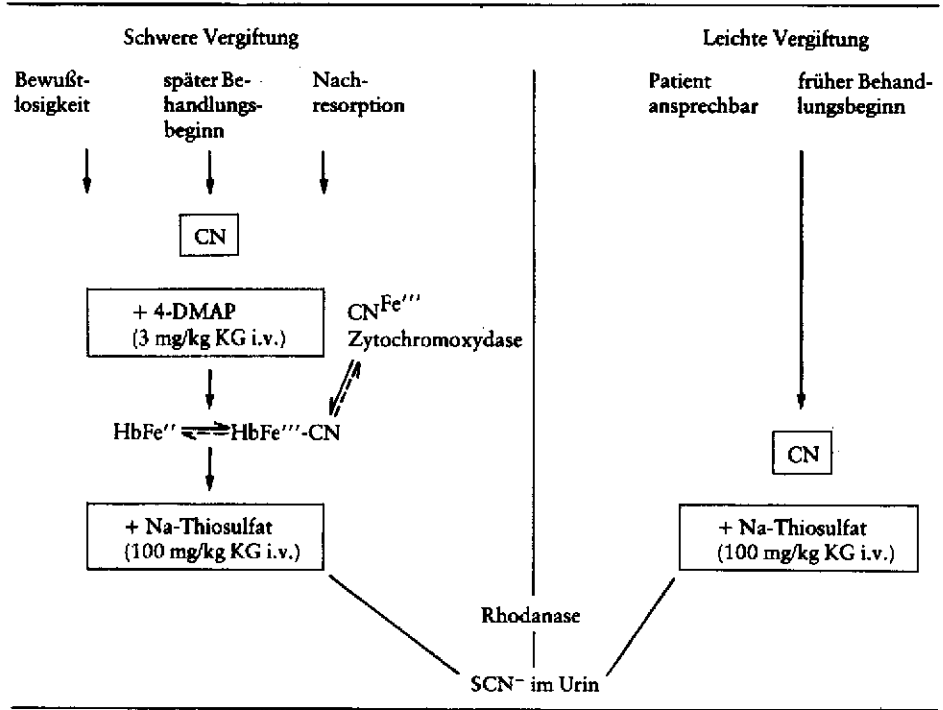 Schwere Vergiftung
Bewußt-
losigkeit
später Be-
handlungs-
beginn
Nach-
resorption
CN
+ 4-DMAP
(3 mg/kg KG i.v.)
CN Fe′′′
Zytochromoxydase
HbFe′′ HbFe′′′-CN
+ Na-Thiosulfat
(100 mg/kg KG i.v.)
Leichte Vergiftung
Patient
ansprechbar
früher Behand-
lungsbeginn
CN
+ Na-Thiosulfat
(100 mg/kg KG i.v.)
Rhodanase
SCN⁻ im Urin